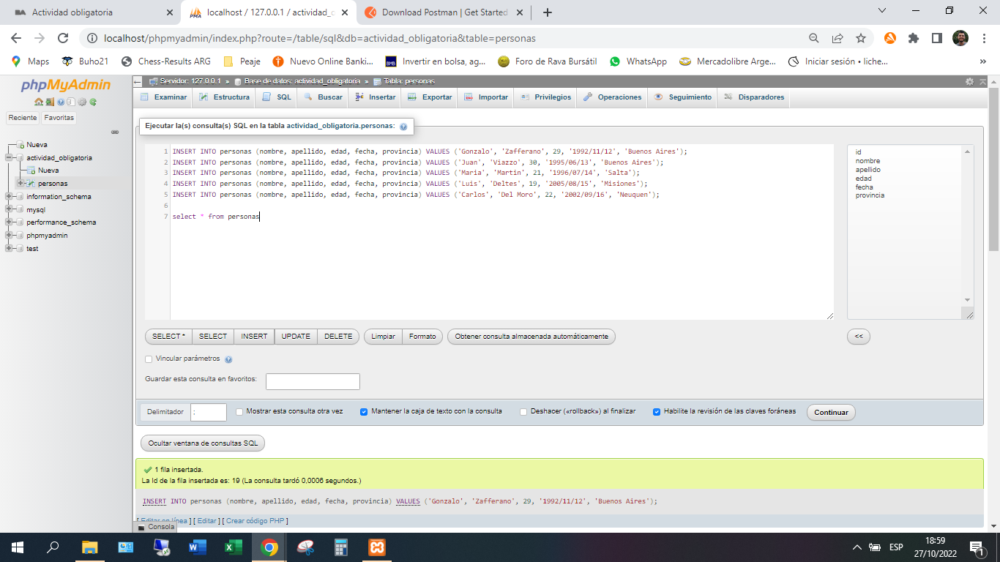 Actividad obligatoria
localhost / 127.0.0.1 / actividad_o
Download Postman | Get Started
localhost/phpmyadmin/index.php?route=/table/sql&db=actividad_obligatoria&table=personas
Maps
Buho21
Chess-Results ARG
Peaje
Nuevo Online Banki...
Invertir en bolsa, ag...
Foro de Rava Bursátil
WhatsApp
Mercadolibre Arge...
Iniciar sesión • liche...
»
phpMyAdmin
Reciente
Favoritas
Nueva
actividad_obligatoria
Nueva
personas
information_schema
mysql
performance_schema
phpmyadmin
test
Servidor: 127.0.0.1 » Base de datos: actividad_obligatoria » Tabla: personas
Examinar
Estructura
SQL
Buscar
Insertar
Exportar
Importar
Privilegios
Operaciones
Seguimiento
Disparadores
Ejecutar la(s) consulta(s) SQL en la tabla actividad_obligatoria.personas:
1 INSERT INTO personas (nombre, apellido, edad, fecha, provincia) VALUES ('Gonzalo', 'Zafferano', 29, '1992/11/12', 'Buenos Aires');
2 INSERT INTO personas (nombre, apellido, edad, fecha, provincia) VALUES ('Juan', 'Viazzo', 30, '1995/06/13', 'Buenos Aires');
3 INSERT INTO personas (nombre, apellido, edad, fecha, provincia) VALUES ('Maria', 'Martin', 21, '1996/07/14', 'Salta');
4 INSERT INTO personas (nombre, apellido, edad, fecha, provincia) VALUES ('Luis', 'Deltes', 19, '2005/08/15', 'Misiones');
5 INSERT INTO personas (nombre, apellido, edad, fecha, provincia) VALUES ('Carlos', 'Del Moro', 22, '2002/09/16', 'Neuquen');
6
7 select * from personas
id
nombre
apellido
edad
fecha
provincia
SELECT *
SELECT
INSERT
UPDATE
DELETE
Limpiar
Formato
Obtener consulta almacenada automáticamente
<<
Vincular parámetros
Guardar esta consulta en favoritos:
Delimitador ;
Mostrar esta consulta otra vez
Mantener la caja de texto con la consulta
Deshacer («rollback») al finalizar
Habilite la revisión de las claves foráneas
Continuar
Ocultar ventana de consultas SQL
1 fila insertada.
La Id de la fila insertada es: 19 (La consulta tardó 0,0006 segundos.)
INSERT INTO personas (nombre, apellido, edad, fecha, provincia) VALUES ('Gonzalo', 'Zafferano', 29, '1992/11/12', 'Buenos Aires');
[ Editar en línea ] [ Editar ] [ Crear código PHP ]
Consola
ESP
18:59
27/10/2022
1